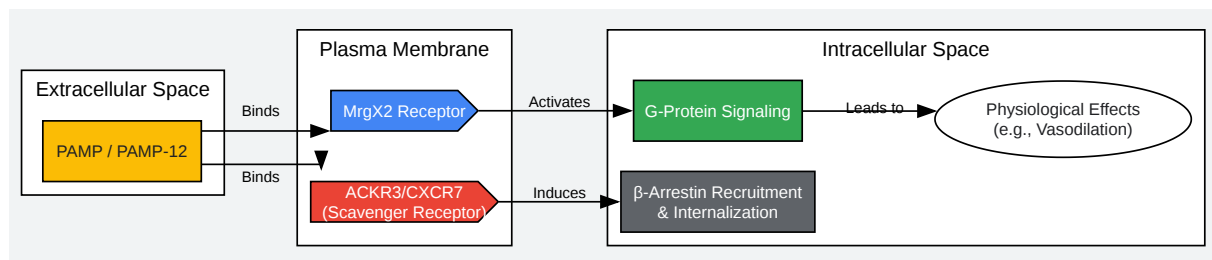 Extracellular Space
PAMP / PAMP-12
Binds
Binds
Plasma Membrane
MrgX2 Receptor
ACKR3/CXCR7
(Scavenger Receptor)
Activates
Induces
Intracellular Space
G-Protein Signaling
Leads to
Physiological Effects
(e.g., Vasodilation)
β-Arrestin Recruitment
& Internalization